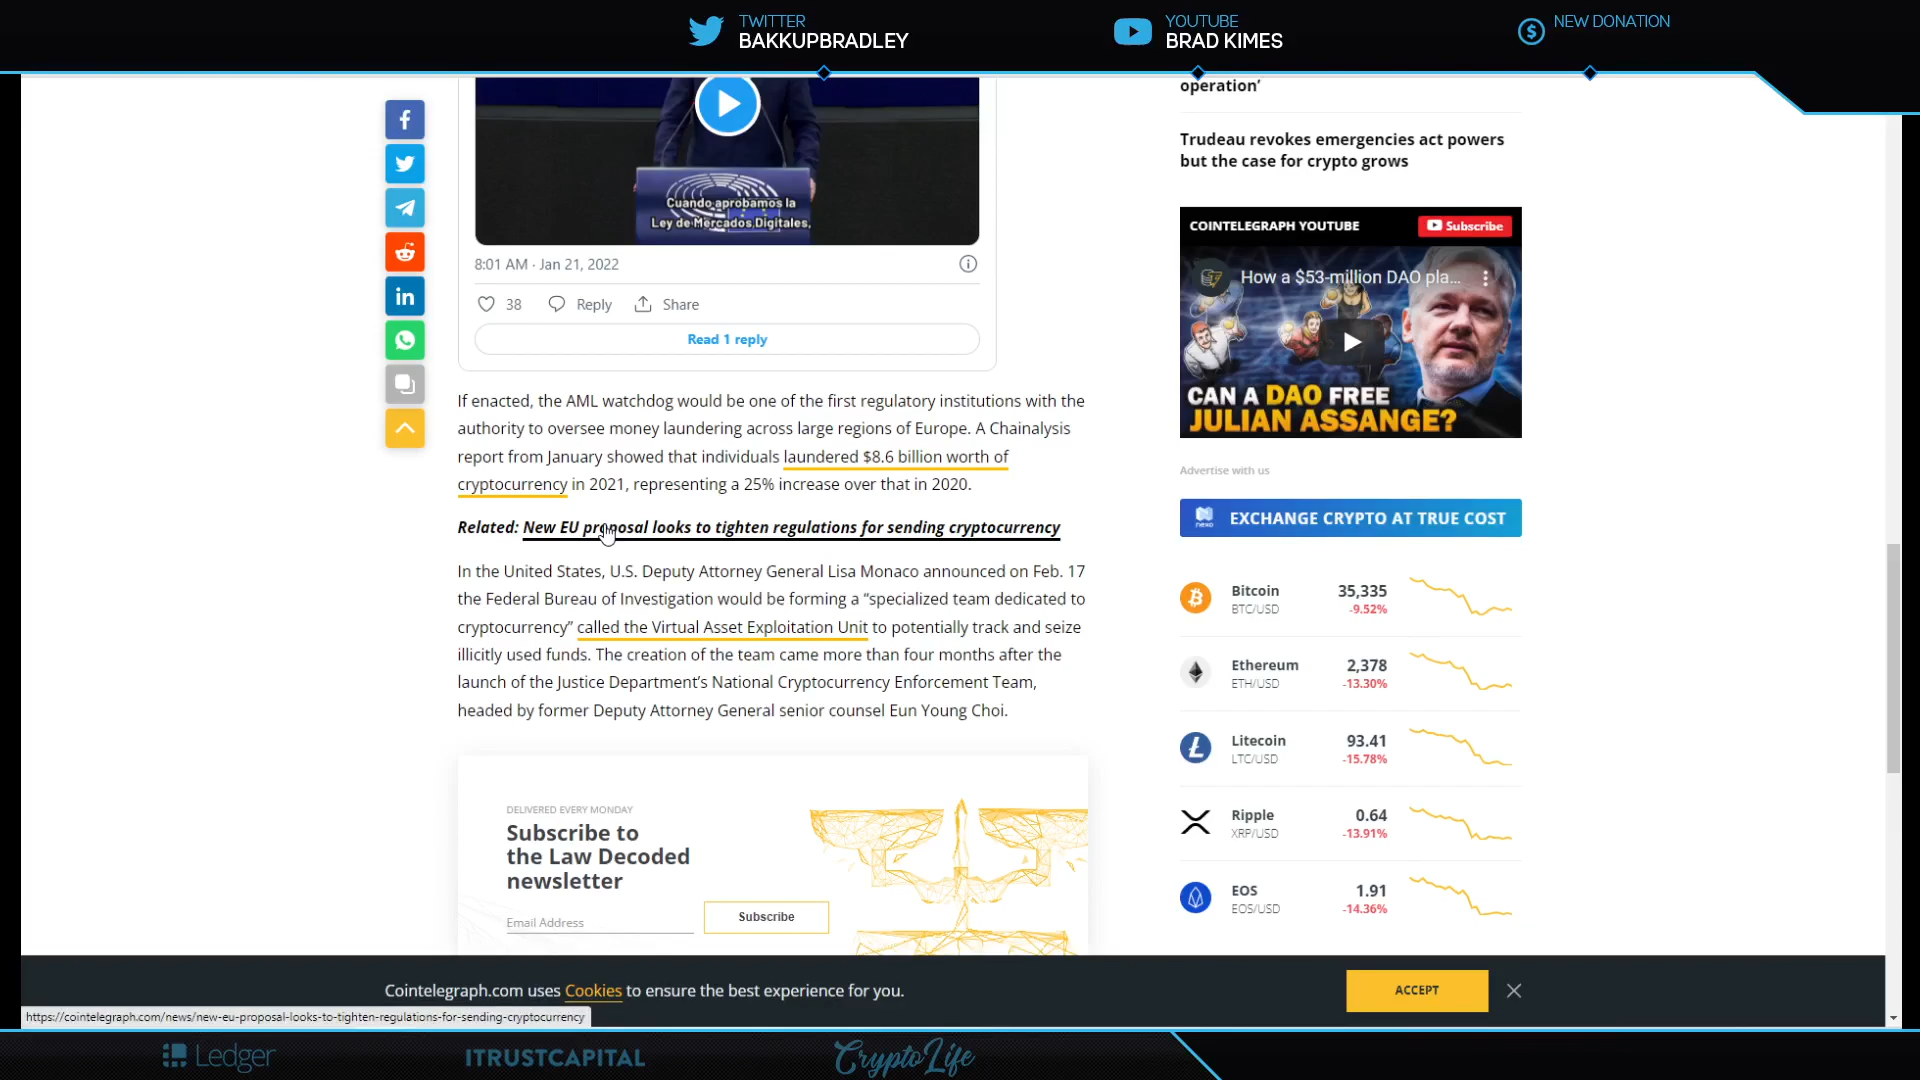 TWITTER
BAKKUPBRADLEY
YOUTUBE
BRAD KIMES
NEW DONATION
Cuando aprobamos la
Ley de Mercados Digitales,
8:01 AM · Jan 21, 2022
38 Reply Share
Read 1 reply
If enacted, the AML watchdog would be one of the first regulatory institutions with the
authority to oversee money laundering across large regions of Europe. A Chainalysis
report from January showed that individuals laundered $8.6 billion worth of
cryptocurrency in 2021, representing a 25% increase over that in 2020.
Related: New EU proposal looks to tighten regulations for sending cryptocurrency
In the United States, U.S. Deputy Attorney General Lisa Monaco announced on Feb. 17
the Federal Bureau of Investigation would be forming a “specialized team dedicated to
cryptocurrency” called the Virtual Asset Exploitation Unit to potentially track and seize
illicitly used funds. The creation of the team came more than four months after the
launch of the Justice Department’s National Cryptocurrency Enforcement Team,
headed by former Deputy Attorney General senior counsel Eun Young Choi.
DELIVERED EVERY MONDAY
Subscribe to
the Law Decoded
newsletter
Email Address
Subscribe
operation’
Trudeau revokes emergencies act powers
but the case for crypto grows
COINTELEGRAPH YOUTUBE
Subscribe
How a $53-million DAO pla...
CAN A DAO FREE
JULIAN ASSANGE?
Advertise with us
nexo
EXCHANGE CRYPTO AT TRUE COST
Bitcoin 35,335
BTC/USD -9.52%
Ethereum 2,378
ETH/USD -13.30%
Litecoin 93.41
LTC/USD -15.78%
Ripple 0.64
XRP/USD -13.91%
EOS 1.91
EOS/USD -14.36%
Cointelegraph.com uses Cookies to ensure the best experience for you.
ACCEPT
https://cointelegraph.com/news/new-eu-proposal-looks-to-tighten-regulations-for-sending-cryptocurrency
Ledger
ITRUSTCAPITAL
CryptoLife